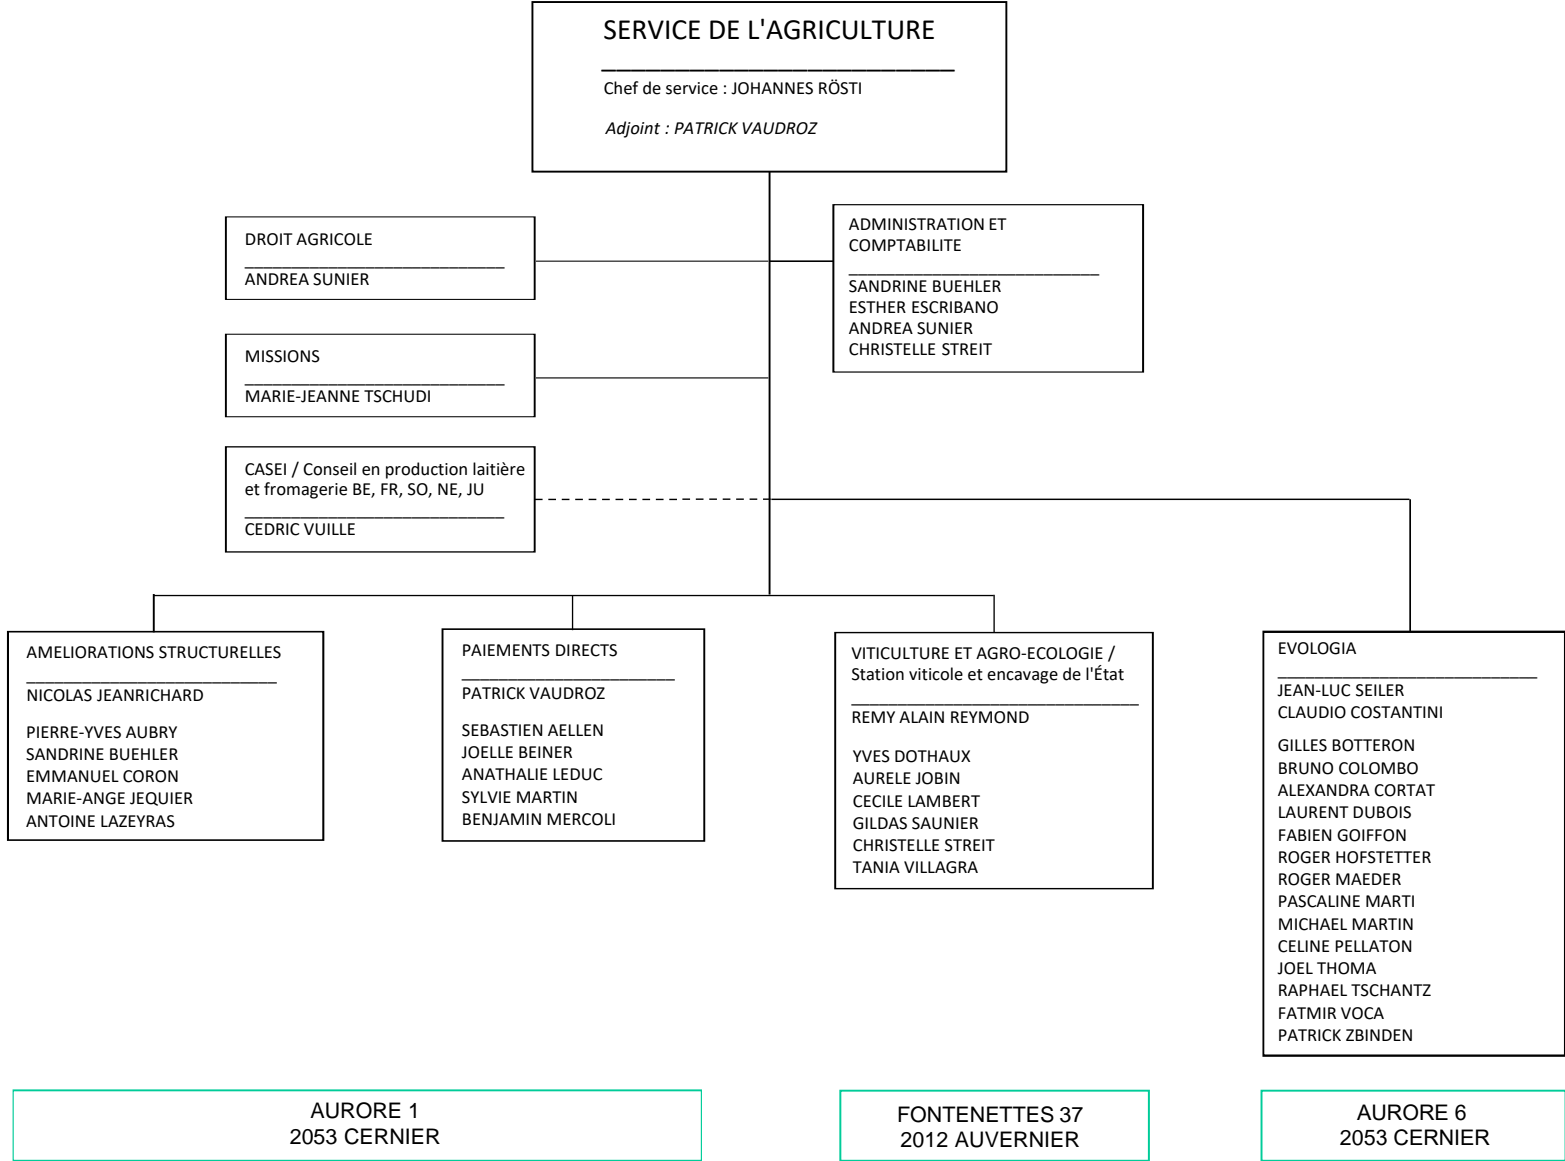 SERVICE DE L'AGRICULTURE
Chef de service : JOHANNES RÖSTI
Adjoint : PATRICK VAUDROZ
DROIT AGRICOLE
ANDREA SUNIER
ADMINISTRATION ET
COMPTABILITE
SANDRINE BUEHLER
ESTHER ESCRIBANO
ANDREA SUNIER
CHRISTELLE STREIT
MISSIONS
MARIE-JEANNE TSCHUDI
CASEI / Conseil en production laitière
et fromagerie BE, FR, SO, NE, JU
CEDRIC VUILLE
AMELIORATIONS STRUCTURELLES
NICOLAS JEANRICHARD
PIERRE-YVES AUBRY
SANDRINE BUEHLER
EMMANUEL CORON
MARIE-ANGE JEQUIER
ANTOINE LAZEYRAS
PAIEMENTS DIRECTS
PATRICK VAUDROZ
SEBASTIEN AELLEN
JOELLE BEINER
ANATHALIE LEDUC
SYLVIE MARTIN
BENJAMIN MERCOLI
VITICULTURE ET AGRO-ECOLOGIE /
Station viticole et encavage de l'État
REMY ALAIN REYMOND
YVES DOTHAUX
AURELE JOBIN
CECILE LAMBERT
GILDAS SAUNIER
CHRISTELLE STREIT
TANIA VILLAGRA
EVOLOGIA
JEAN-LUC SEILER
CLAUDIO COSTANTINI
GILLES BOTTERON
BRUNO COLOMBO
ALEXANDRA CORTAT
LAURENT DUBOIS
FABIEN GOIFFON
ROGER HOFSTETTER
ROGER MAEDER
PASCALINE MARTI
MICHAEL MARTIN
CELINE PELLATON
JOEL THOMA
RAPHAEL TSCHANTZ
FATMIR VOCA
PATRICK ZBINDEN
AURORE 1
2053 CERNIER
FONTENETTES 37
2012 AUVERNIER
AURORE 6
2053 CERNIER